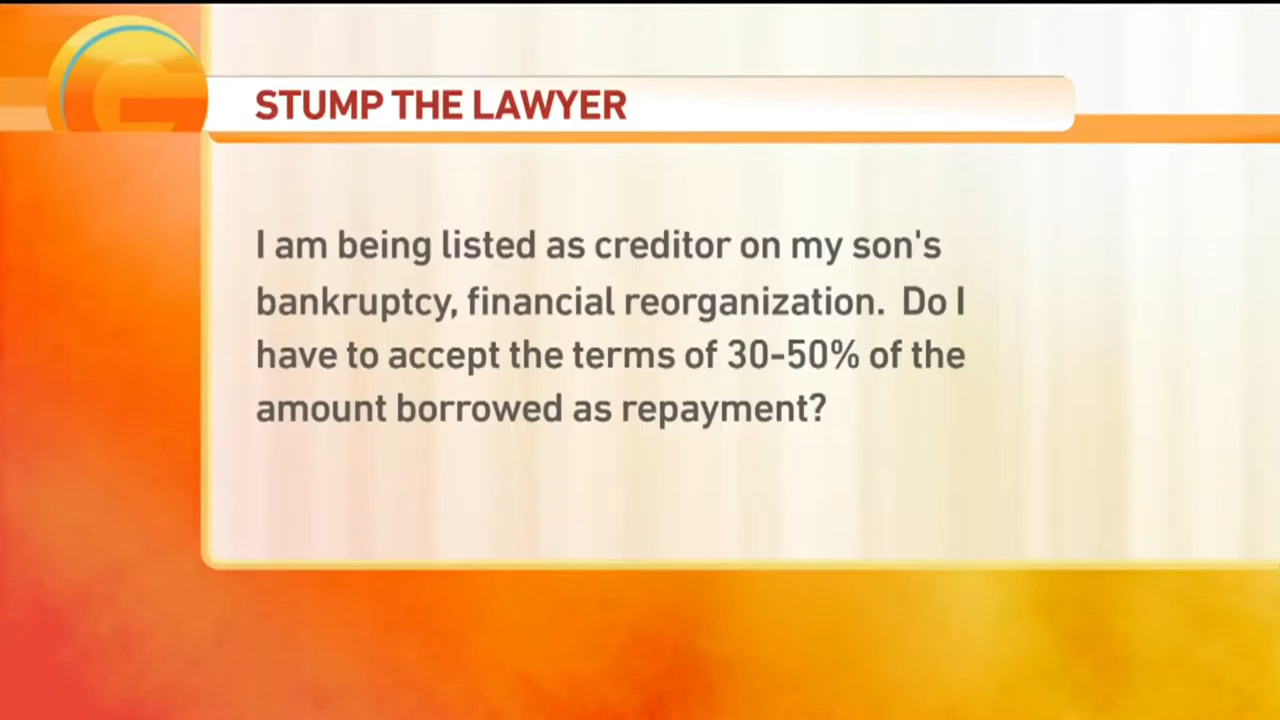 STUMP THE LAWYER
I am being listed as creditor on my son's
bankruptcy, financial reorganization.  Do I
have to accept the terms of 30-50% of the
amount borrowed as repayment?